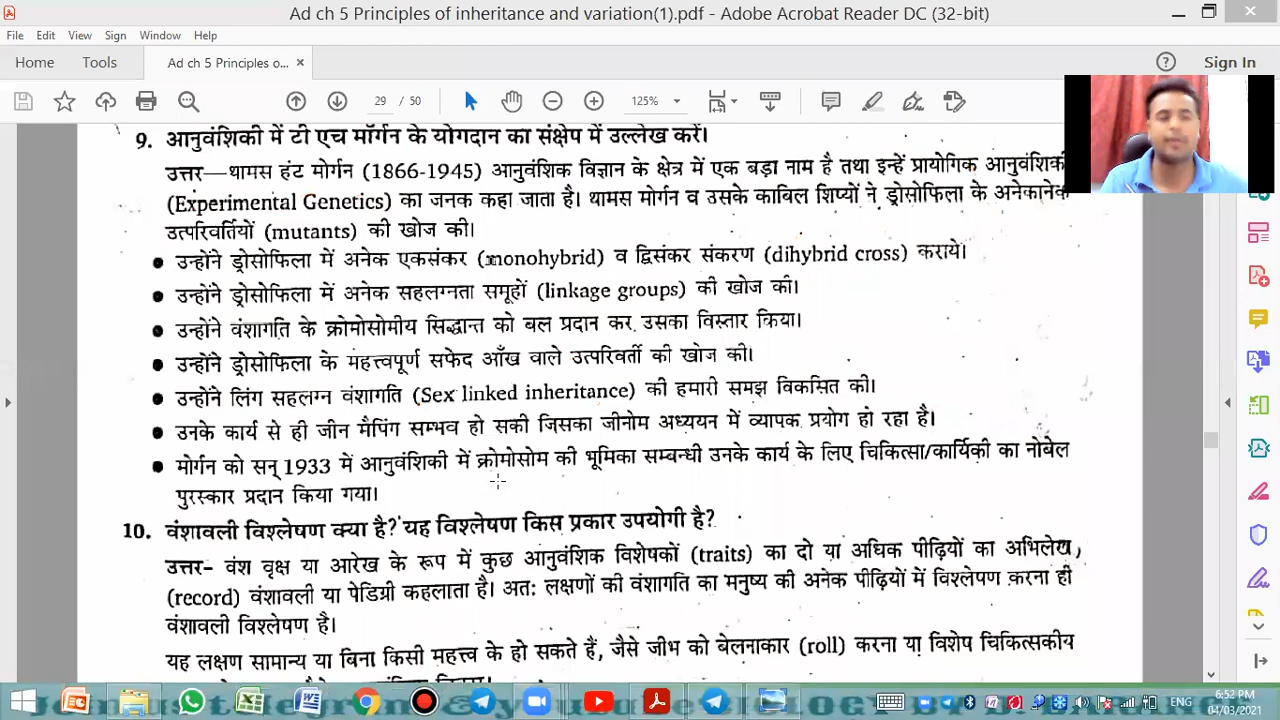 Ad ch 5 Principles of inheritance and variation(1).pdf - Adobe Acrobat Reader DC (32-bit)
File Edit View Sign Window Help
Home Tools Ad ch 5 Principles o... × Sign In
29 / 50 125%
9. आनुवंशिकी में टी एच मॉर्गन के योगदान का संक्षेप में उल्लेख करें।
उत्तर—थामस हंट मोर्गन (1866-1945) आनुवंशिक विज्ञान के क्षेत्र में एक बड़ा नाम है तथा इन्हें प्रायोगिक आनुवंशिकी
(Experimental Genetics) का जनक कहा जाता है। थामस मोर्गन व उसके काबिल शिष्यों ने ड्रोसोफिला के अनेकानेक
उत्परिवर्तियों (mutants) की खोज की।
● उन्होंने ड्रोसोफिला में अनेक एकसंकर (monohybrid) व द्विसंकर संकरण (dihybrid cross) कराये।
● उन्होंने ड्रोसोफिला में अनेक सहलग्नता समूहों (linkage groups) की खोज की।
● उन्होंने वंशागति के क्रोमोसोमीय सिद्धान्त को बल प्रदान कर उसका विस्तार किया।
● उन्होंने ड्रोसोफिला के महत्त्वपूर्ण सफेद आँख वाले उत्परिवर्ती की खोज की।
● उन्होंने लिंग सहलग्न वंशागति (Sex linked inheritance) की हमारी समझ विकसित की।
● उनके कार्य से ही जीन मैपिंग सम्भव हो सकी जिसका जीनोम अध्ययन में व्यापक प्रयोग हो रहा है।
● मोर्गन को सन् 1933 में आनुवंशिकी में क्रोमोसोम की भूमिका सम्बन्धी उनके कार्य के लिए चिकित्सा/कार्यिकी का नोबेल
पुरस्कार प्रदान किया गया।
10. वंशावली विश्लेषण क्या है? यह विश्लेषण किस प्रकार उपयोगी है?
उत्तर- वंश वृक्ष या आरेख के रूप में कुछ आनुवंशिक विशेषकों (traits) का दो या अधिक पीढ़ियों का अभिलेख,
(record) वंशावली या पेडिग्री कहलाता है। अत: लक्षणों की वंशागति का मनुष्य की अनेक पीढ़ियों में विश्लेषण करना ही
वंशावली विश्लेषण है।
यह लक्षण सामान्य या बिना किसी महत्त्व के हो सकते हैं, जैसे जीभ को बेलनाकार (roll) करना या विशेष चिकित्सकीय
ENG 6:52 PM
04/03/2021